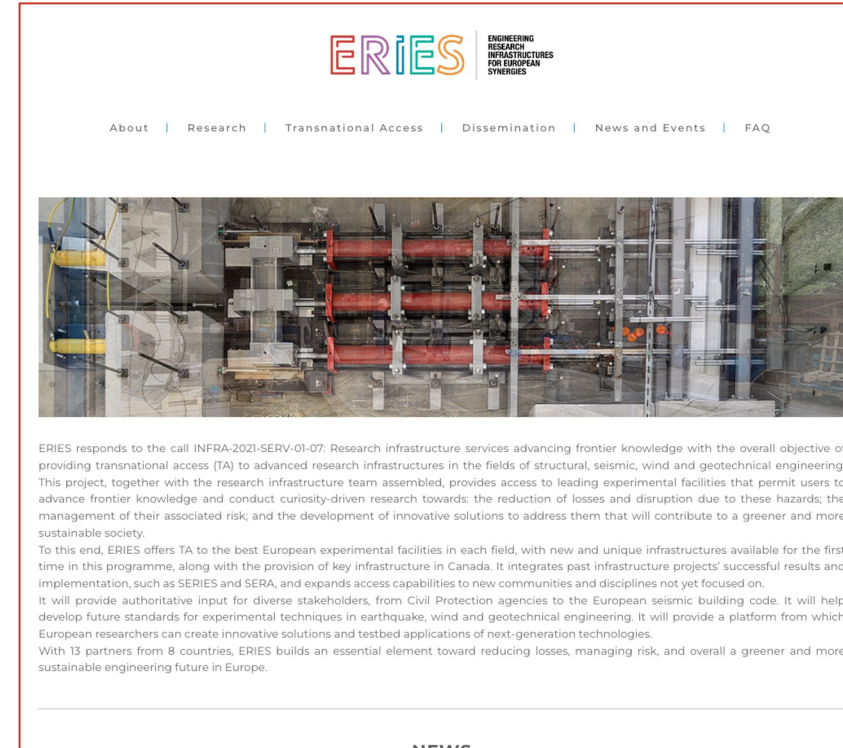 ERIES
ENGINEERING
RESEARCH
INFRASTRUCTURES
FOR EUROPEAN
SYNERGIES
About | Research | Transnational Access | Dissemination | News and Events | FAQ
ERIES responds to the call INFRA-2021-SERV-01-07: Research infrastructure services advancing frontier knowledge with the overall objective of
providing transnational access (TA) to advanced research infrastructures in the fields of structural, seismic, wind and geotechnical engineering
This project, together with the research infrastructure team assembled, provides access to leading experimental facilities that permit users to
advance frontier knowledge and conduct curiosity-driven research towards: the reduction of losses and disruption due to these hazards; the
management of their associated risk; and the development of innovative solutions to address them that will contribute to a greener and more
sustainable society.
To this end, ERIES offers TA to the best European experimental facilities in each field, with new and unique infrastructures available for the first
time in this programme, along with the provision of key infrastructure in Canada. It integrates past infrastructure projects’ successful results and
implementation, such as SERIES and SERA, and expands access capabilities to new communities and disciplines not yet focused on.
It will provide authoritative input for diverse stakeholders, from Civil Protection agencies to the European seismic building code. It will help
develop future standards for experimental techniques in earthquake, wind and geotechnical engineering. It will provide a platform from which
European researchers can create innovative solutions and testbed applications of next-generation technologies.
With 13 partners from 8 countries, ERIES builds an essential element toward reducing losses, managing risk, and overall a greener and more
sustainable engineering future in Europe.
NEWS